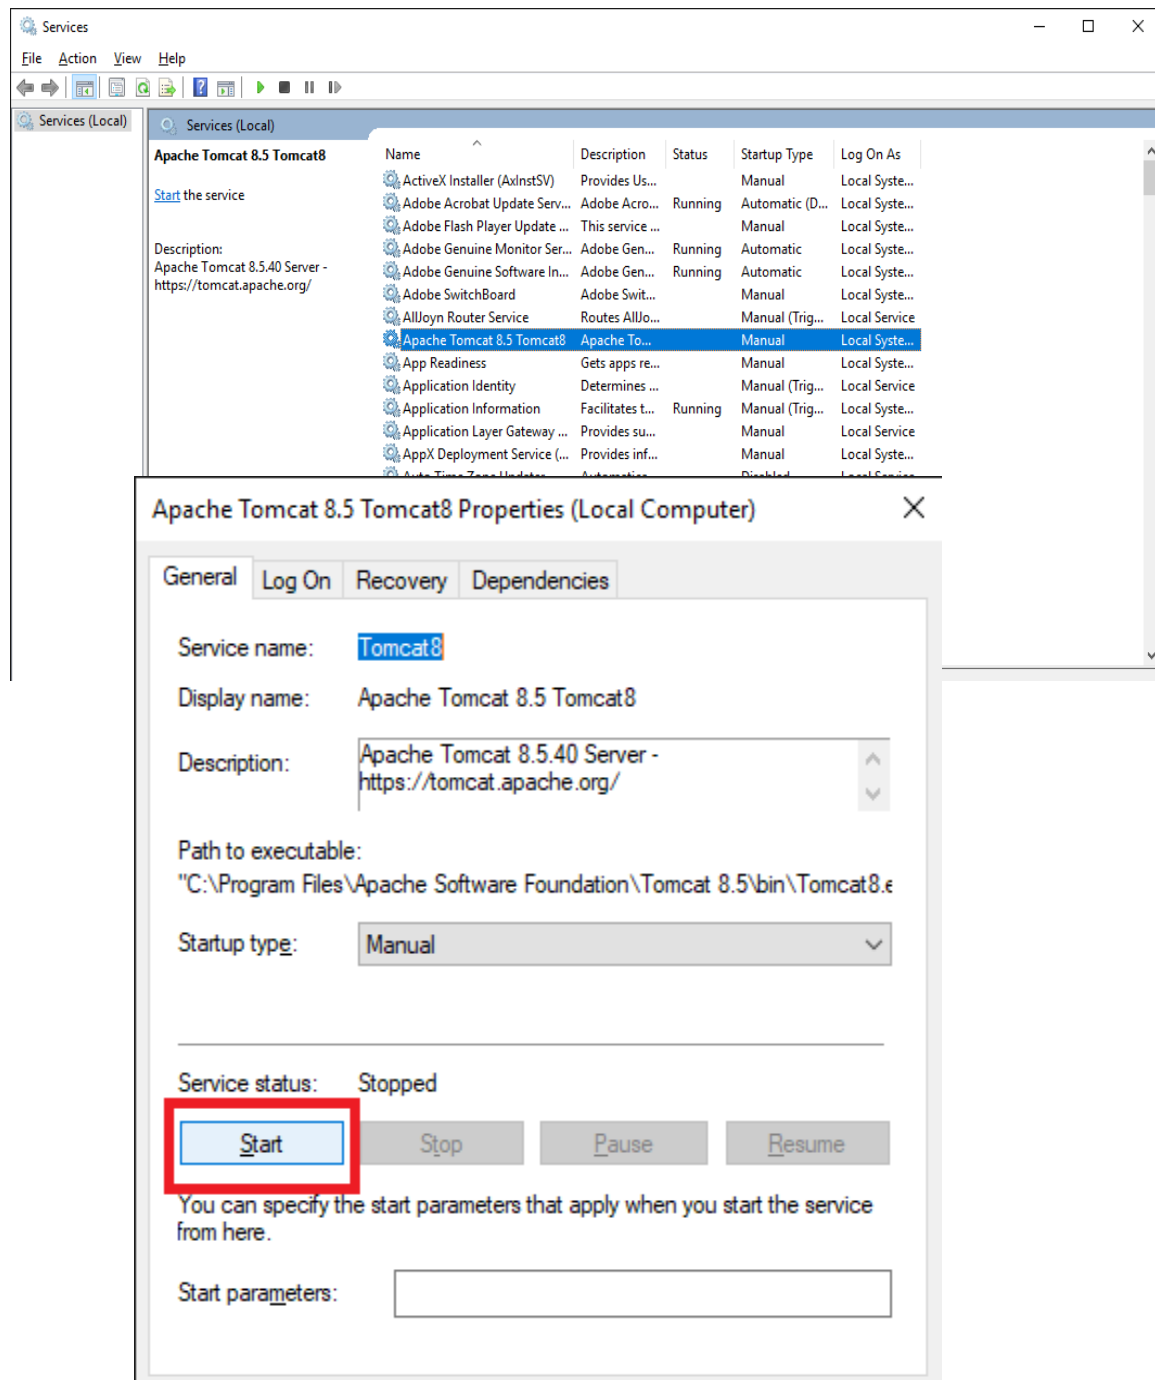 Services
File Action View Help
Services (Local)
Services (Local)
Apache Tomcat 8.5 Tomcat8
Start the service
Description:
Apache Tomcat 8.5.40 Server -
https://tomcat.apache.org/
Name Description Status Startup Type Log On As
ActiveX Installer (AxInstSV) Provides Us... Manual Local Syste...
Adobe Acrobat Update Serv... Adobe Acro... Running Automatic (D... Local Syste...
Adobe Flash Player Update ... This service ... Manual Local Syste...
Adobe Genuine Monitor Ser... Adobe Gen... Running Automatic Local Syste...
Adobe Genuine Software In... Adobe Gen... Running Automatic Local Syste...
Adobe SwitchBoard Adobe Swit... Manual Local Syste...
AllJoyn Router Service Routes AllJo... Manual (Trig... Local Service
Apache Tomcat 8.5 Tomcat8 Apache To... Manual Local Syste...
App Readiness Gets apps re... Manual Local Syste...
Application Identity Determines ... Manual (Trig... Local Service
Application Information Facilitates t... Running Manual (Trig... Local Syste...
Application Layer Gateway ... Provides su... Manual Local Service
AppX Deployment Service (... Provides inf... Manual Local Syste...
Auto Time Zone Updater Automatica... Disabled Local Service
Apache Tomcat 8.5 Tomcat8 Properties (Local Computer)
General Log On Recovery Dependencies
Service name: Tomcat8
Display name: Apache Tomcat 8.5 Tomcat8
Description: Apache Tomcat 8.5.40 Server -
https://tomcat.apache.org/
Path to executable:
"C:\Program Files\Apache Software Foundation\Tomcat 8.5\bin\Tomcat8.e
Startup type: Manual
Service status: Stopped
Start Stop Pause Resume
You can specify the start parameters that apply when you start the service
from here.
Start parameters: